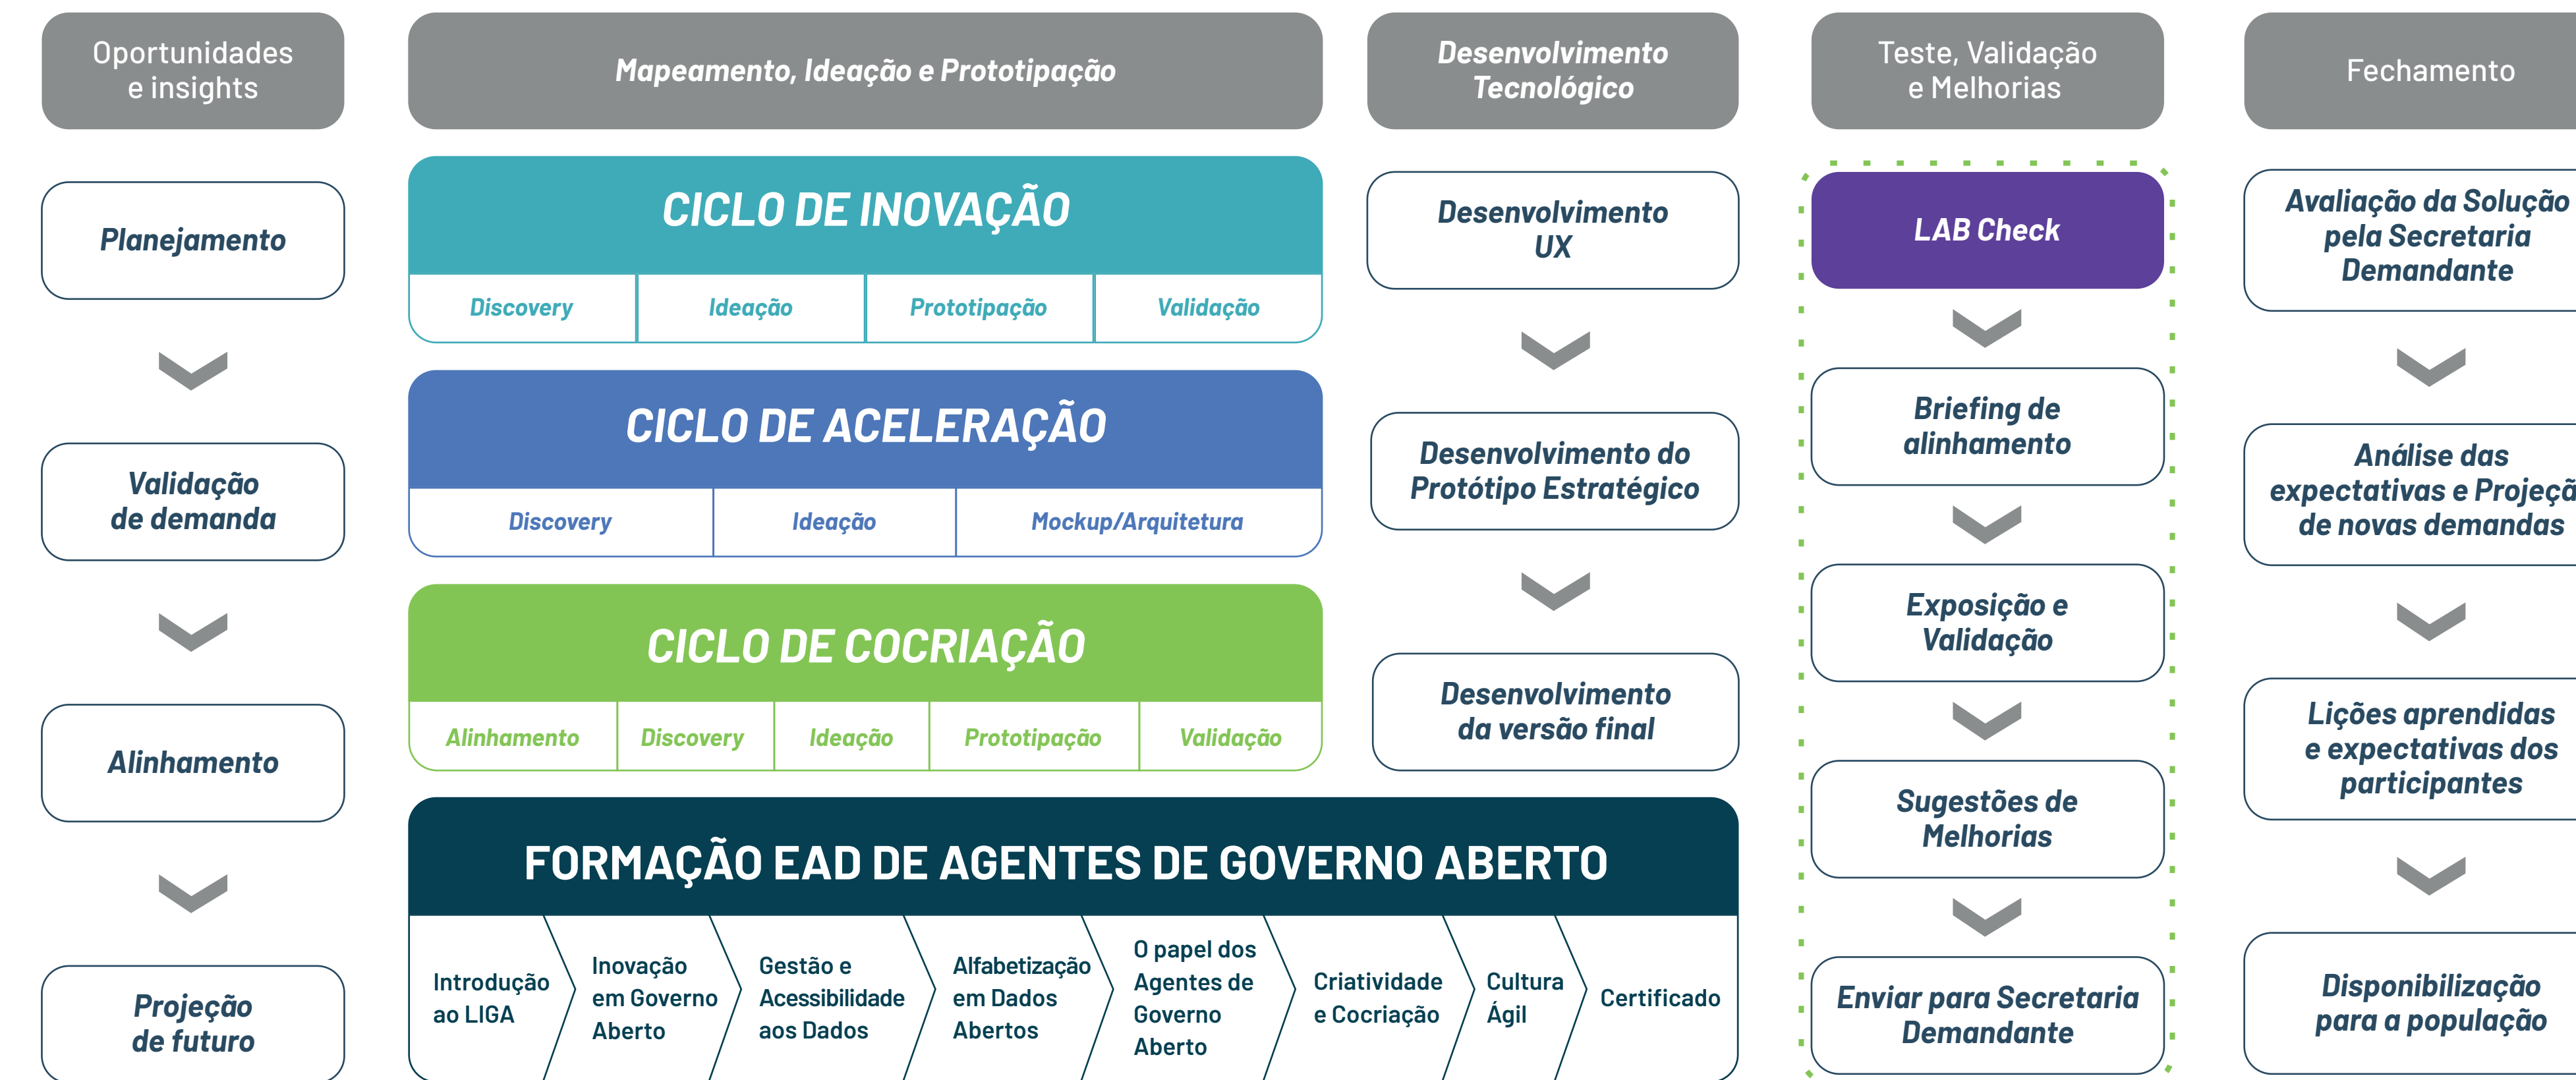 Oportunidades
e insights
Planejamento
Validação
de demanda
Alinhamento
Projeção
de futuro
Mapeamento, Ideação e Prototipação
CICLO DE INOVAÇÃO
Discovery
Ideação
Prototipação
Validação
CICLO DE ACELERAÇÃO
Discovery
Ideação
Mockup/Arquitetura
CICLO DE COCRIAÇÃO
Alinhamento
Discovery
Ideação
Prototipação
Validação
FORMAÇÃO EAD DE AGENTES DE GOVERNO ABERTO
Introdução
ao LIGA
Inovação
em Governo
Aberto
Gestão e
Acessibilidade
aos Dados
Alfabetização
em Dados
Abertos
O papel dos
Agentes de
Governo
Aberto
Criatividade
e Cocriação
Cultura
Ágil
Certificado
Desenvolvimento
Tecnológico
Desenvolvimento
UX
Desenvolvimento do
Protótipo Estratégico
Desenvolvimento
da versão final
Teste, Validação
e Melhorias
LAB Check
Briefing de
alinhamento
Exposição e
Validação
Sugestões de
Melhorias
Enviar para Secretaria
Demandante
Fechamento
Avaliação da Solução
pela Secretaria
Demandante
Análise das
expectativas e Projeçã
de novas demandas
Lições aprendidas
e expectativas dos
participantes
Disponibilização
para a população